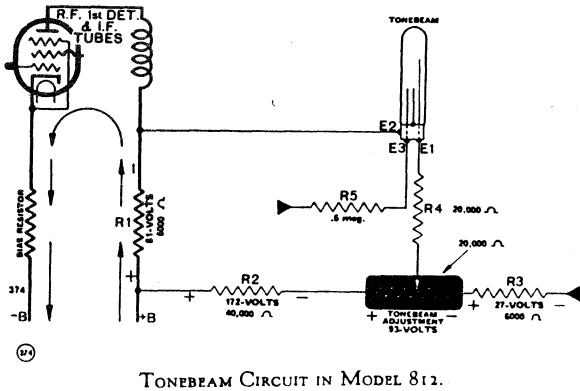 R.F. 1st DET.
& I.F.
TUBES
TONEBEAM
E2
E3 E1
I
R5
.5 meg.
R4
20,000 Ω
20,000 Ω
BIAS RESISTOR
R1
81-VOLTS
6000 Ω
+
374
-B
+B
+ R2 -
172-VOLTS
40,000 Ω
+ -
TONEBEAM
ADJUSTMENT
93-VOLTS
+ R3 -
27-VOLTS
6000 Ω
374
TONEBEAM CIRCUIT IN MODEL 812.